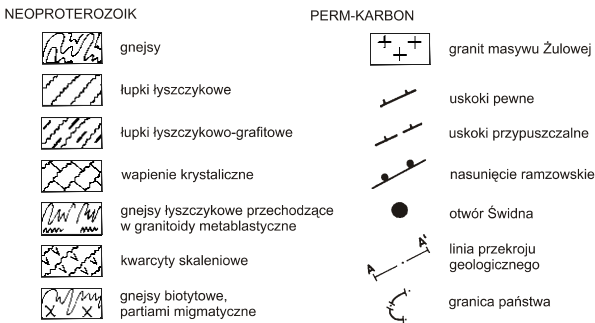 NEOPROTEROZOIK
gnejsy
łupki łyszczykowe
łupki łyszczykowo-grafitowe
wapienie krystaliczne
gnejsy łyszczykowe przechodzące
w granitoidy metablastyczne
kwarcyty skaleniowe
gnejsy biotytowe,
partiami migmatyczne
PERM-KARBON
granit masywu Żulowej
uskoki pewne
uskoki przypuszczalne
nasunięcie ramzowskie
otwór Świdna
A A'
linia przekroju
geologicznego
granica państwa